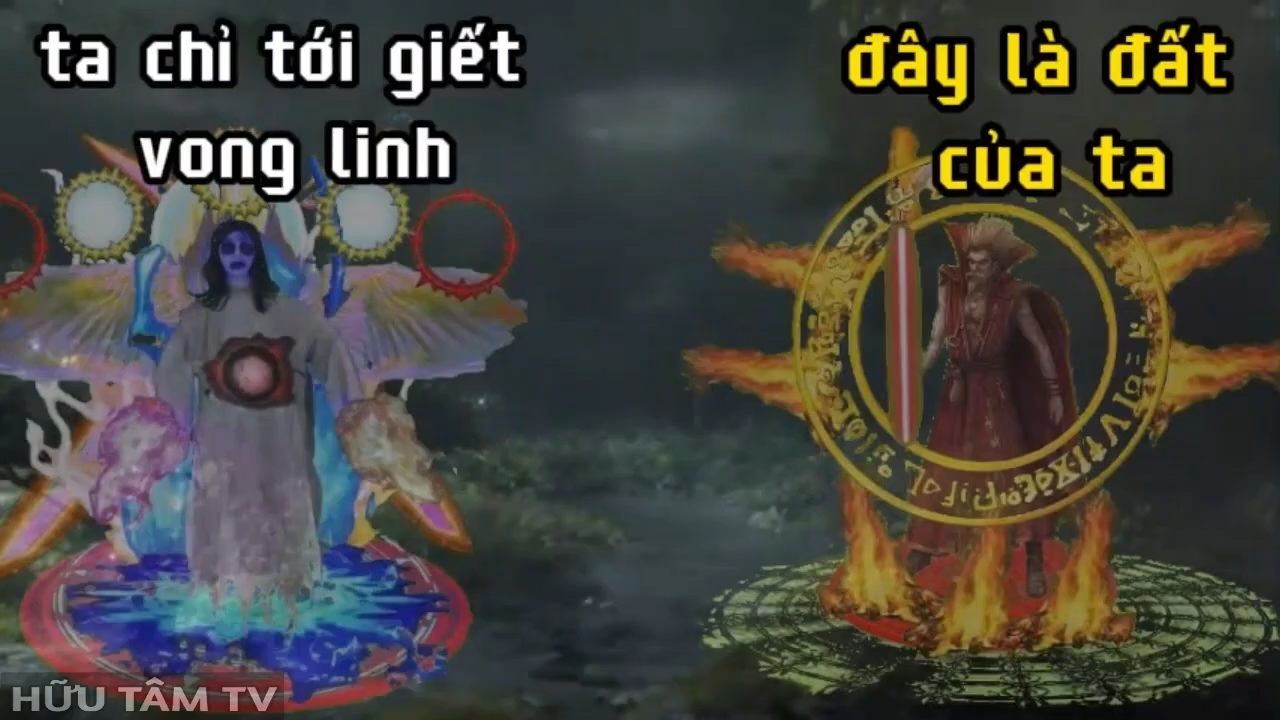 ta chỉ tới giết
vong linh
đây là đất
của ta
HỮU TÂM TV